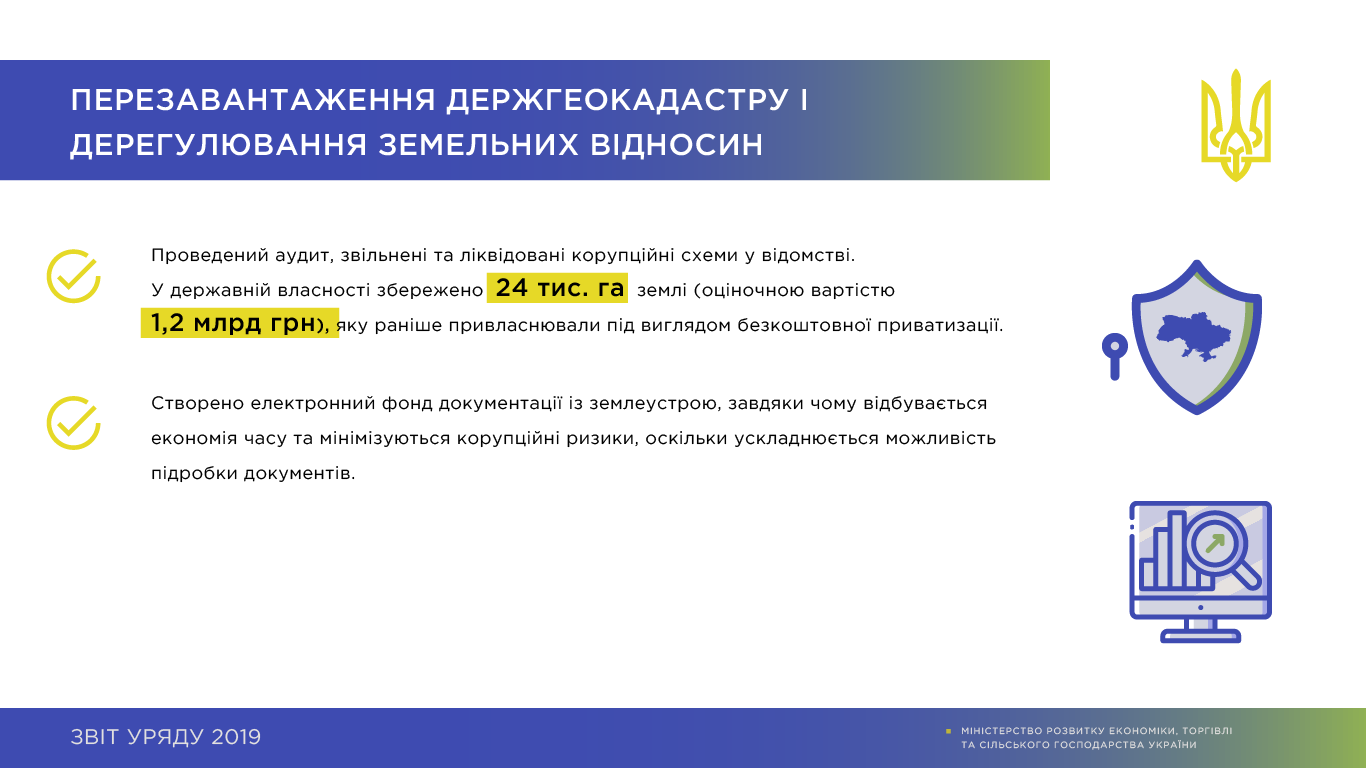 ПЕРЕЗАВАНТАЖЕННЯ ДЕРЖГЕОКАДАСТРУ І
ДЕРЕГУЛЮВАННЯ ЗЕМЕЛЬНИХ ВІДНОСИН
Проведений аудит, звільнені та ліквідовані корупційні схеми у відомстві.
У державній власності збережено 24 тис. га землі (оціночною вартістю
1,2 млрд грн), яку раніше привласнювали під виглядом безкоштовної приватизації.
Створено електронний фонд документації із землеустрою, завдяки чому відбувається
економія часу та мінімізуються корупційні ризики, оскільки ускладнюється можливість
підробки документів.
ЗВІТ УРЯДУ 2019
МІНІСТЕРСТВО РОЗВИТКУ ЕКОНОМІКИ, ТОРГІВЛІ
ТА СІЛЬСЬКОГО ГОСПОДАРСТВА УКРАЇНИ